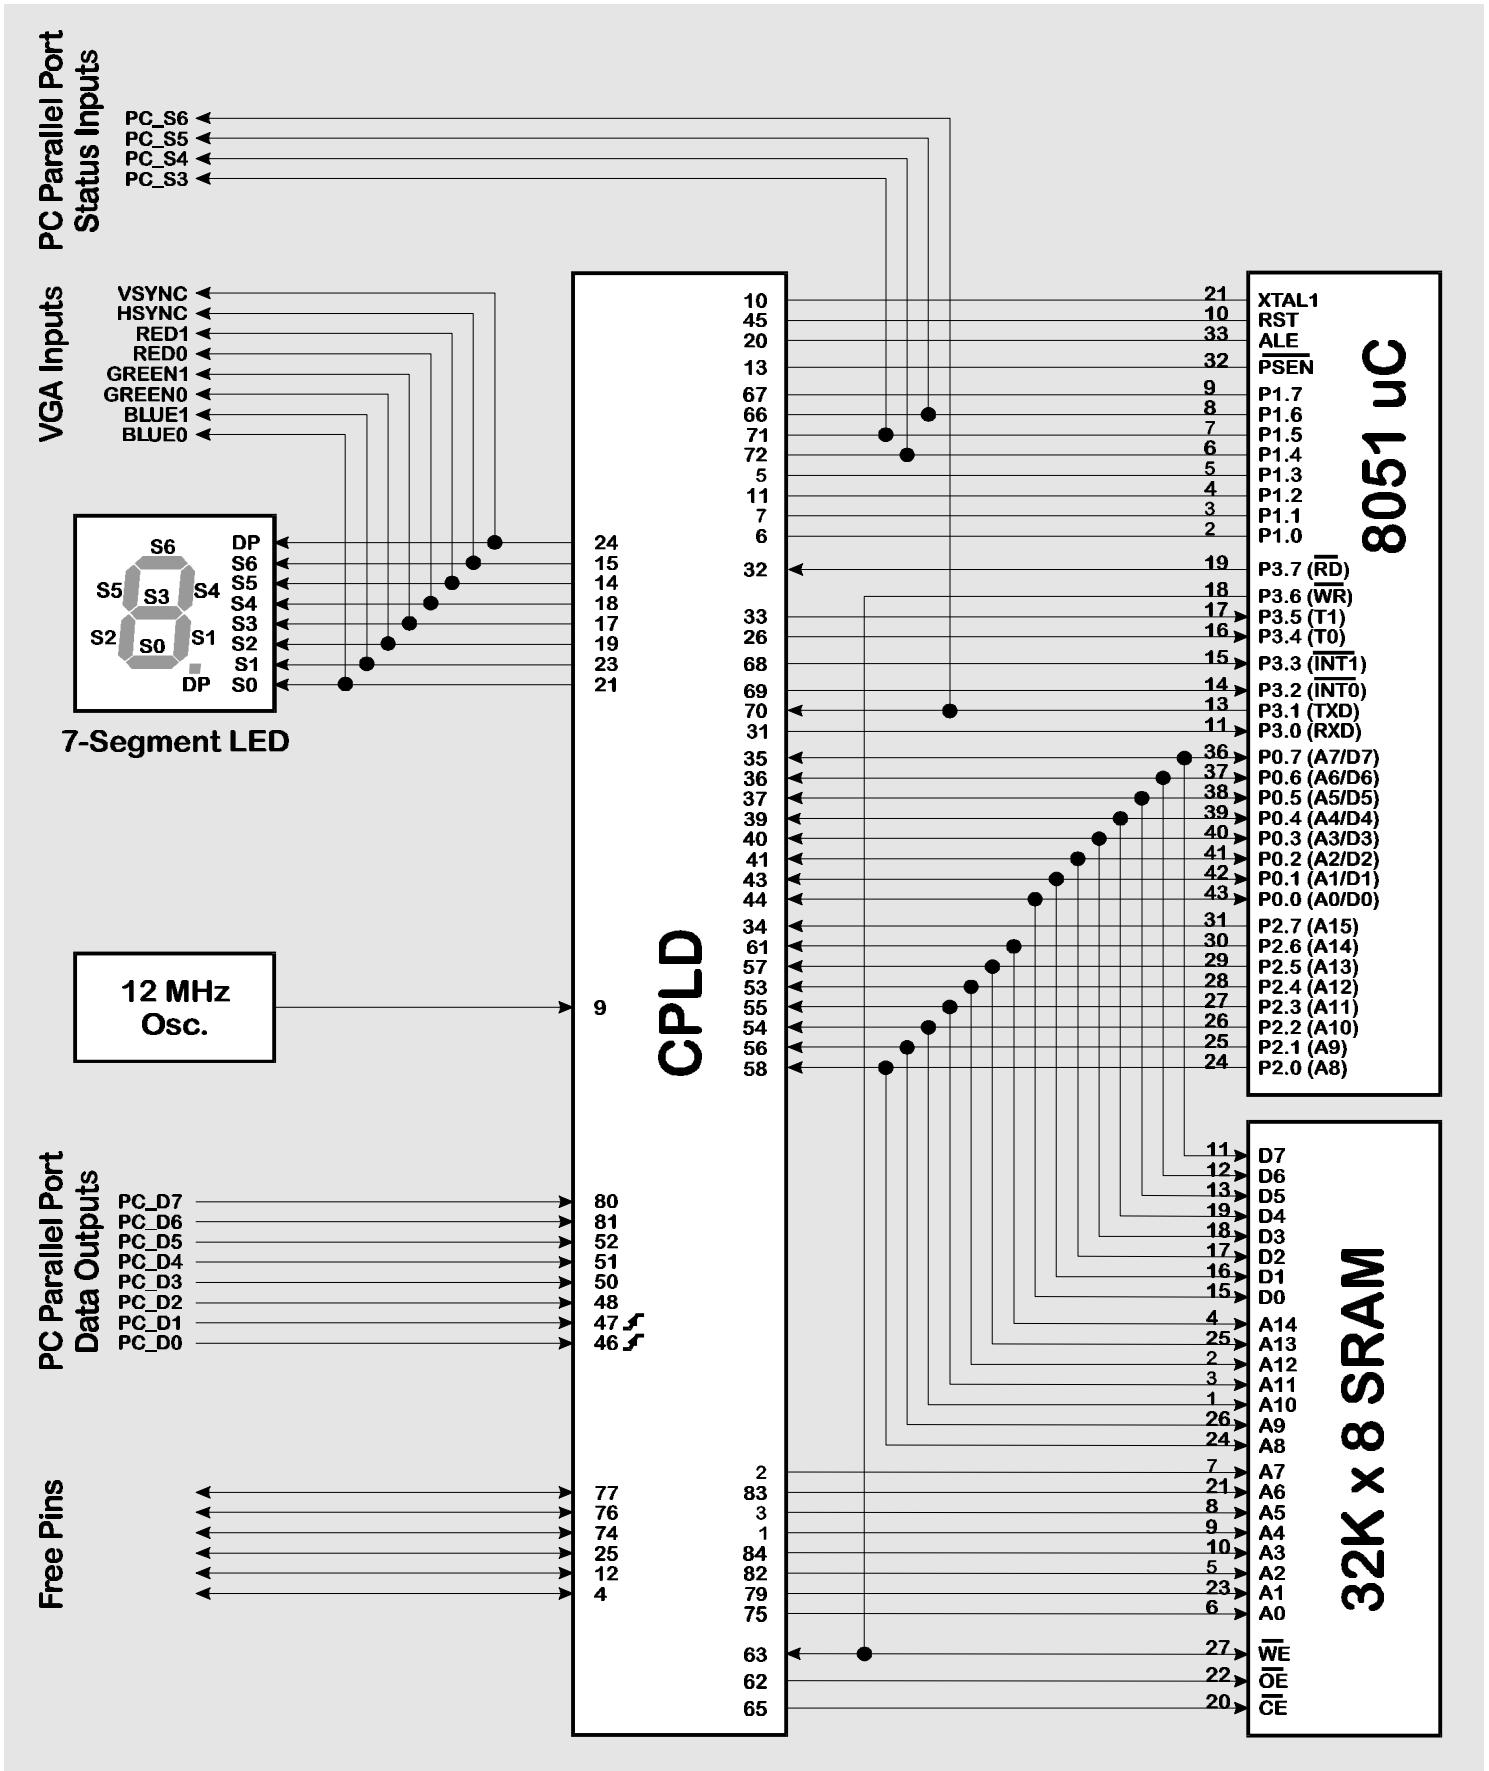 PC Parallel Port
Status Inputs
PC_S6
PC_S5
PC_S4
PC_S3
VGA Inputs
VSYNC
HSYNC
RED1
RED0
GREEN1
GREEN0
BLUE1
BLUE0
S6
S5
S4
S3
S2
S1
S0
DP
DP
S6
S5
S4
S3
S2
S1
S0
7-Segment LED
24
15
14
18
17
19
23
21
12 MHz
Osc.
9
PC Parallel Port
Data Outputs
PC_D7 80
PC_D6 81
PC_D5 52
PC_D4 51
PC_D3 50
PC_D2 48
PC_D1 47
PC_D0 46
Free Pins
77
76
74
25
12
4
CPLD
10 21 XTAL1
45 10 RST
20 33 ALE
13 32 PSEN
67 9 P1.7
66 8 P1.6
71 7 P1.5
72 6 P1.4
5 5 P1.3
11 4 P1.2
7 3 P1.1
6 2 P1.0
32 19 P3.7 (RD)
18 P3.6 (WR)
33 17 P3.5 (T1)
26 16 P3.4 (T0)
68 15 P3.3 (INT1)
69 14 P3.2 (INT0)
70 13 P3.1 (TXD)
31 11 P3.0 (RXD)
35 36 P0.7 (A7/D7)
36 37 P0.6 (A6/D6)
37 38 P0.5 (A5/D5)
39 39 P0.4 (A4/D4)
40 40 P0.3 (A3/D3)
41 41 P0.2 (A2/D2)
43 42 P0.1 (A1/D1)
44 43 P0.0 (A0/D0)
34 31 P2.7 (A15)
61 30 P2.6 (A14)
57 29 P2.5 (A13)
53 28 P2.4 (A12)
55 27 P2.3 (A11)
54 26 P2.2 (A10)
56 25 P2.1 (A9)
58 24 P2.0 (A8)
8051 uC
11 D7
12 D6
13 D5
19 D4
18 D3
17 D2
16 D1
15 D0
4 A14
25 A13
2 A12
3 A11
1 A10
26 A9
24 A8
2 7 A7
83 21 A6
3 8 A5
1 9 A4
84 10 A3
82 5 A2
79 23 A1
75 6 A0
63 27 WE
62 22 OE
65 20 CE
32K x 8 SRAM